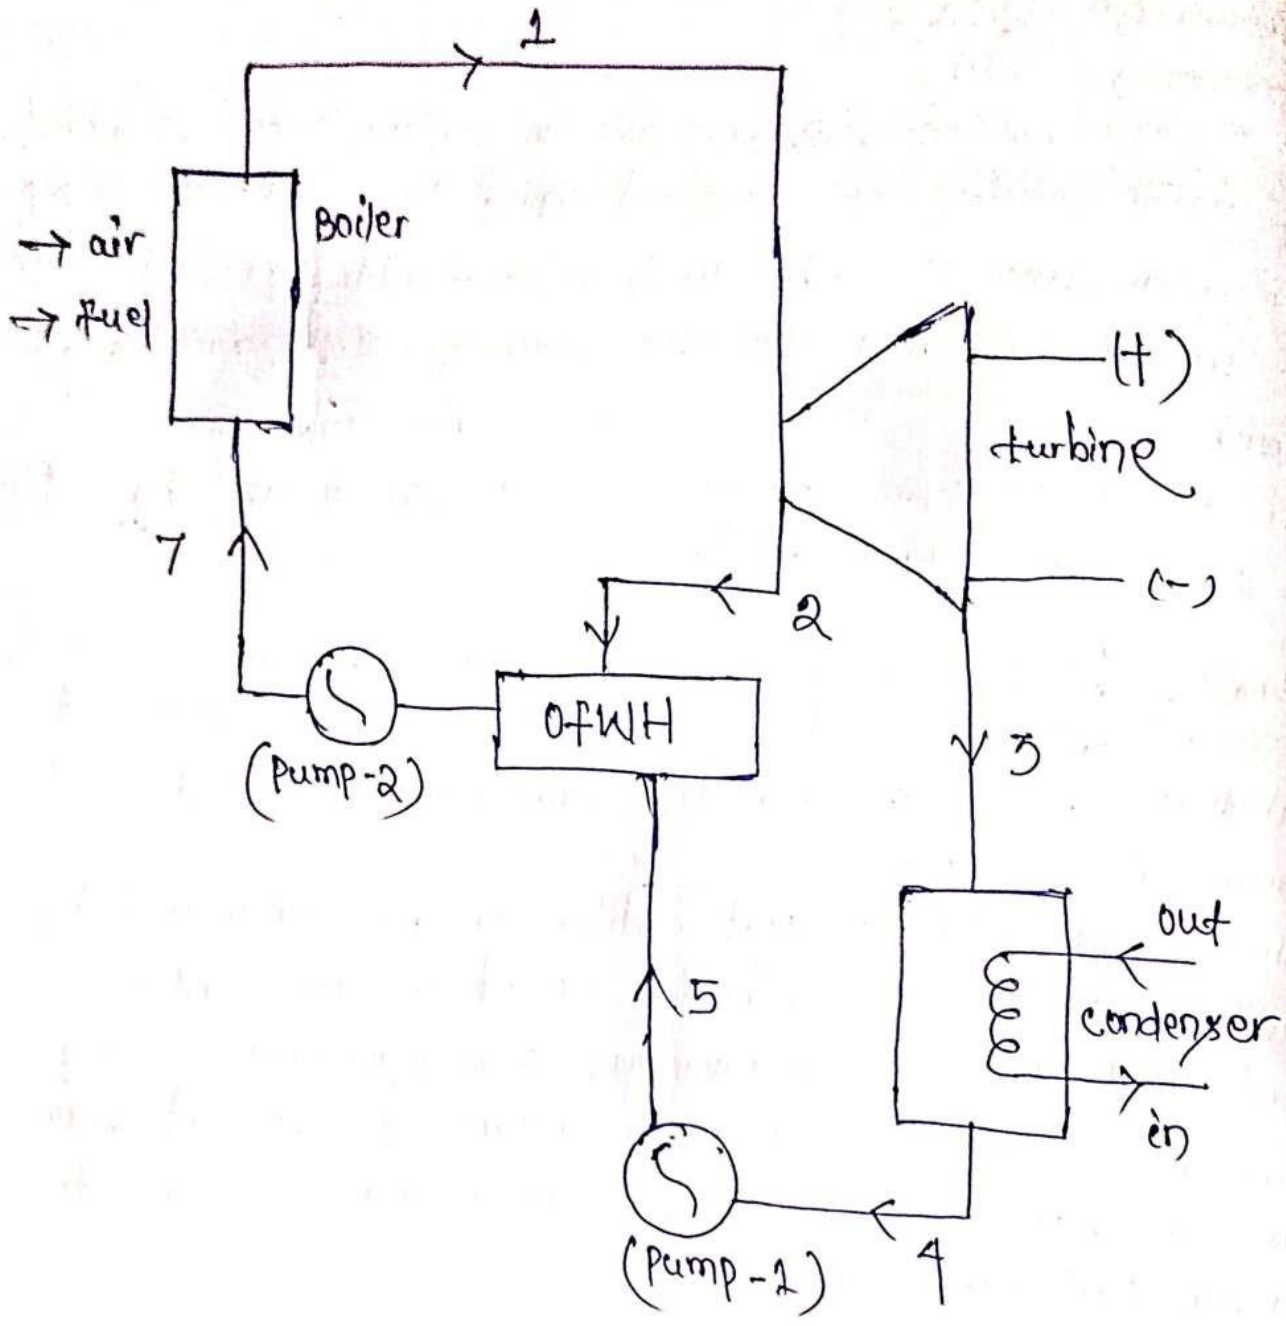 1
Boiler
→ air
→ fuel
(+)
turbine
7
(-)
2
OFWH
3
(Pump-2)
out
5
condenser
in
(Pump-1)
4